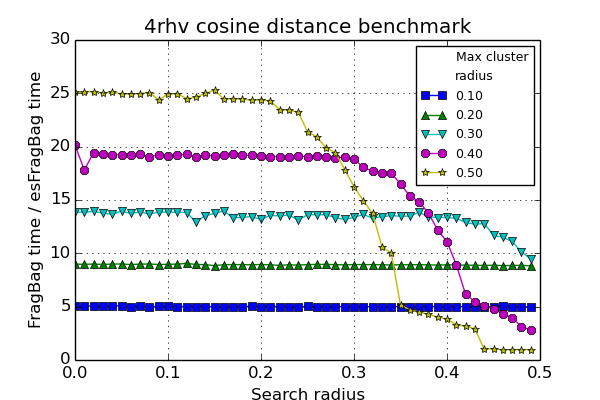 4rhv cosine distance benchmark
FragBag time / esFragBag time
30
25
20
15
10
5
0
Max cluster
radius
0.10
0.20
0.30
0.40
0.50
0.0 0.1 0.2 0.3 0.4 0.5
Search radius